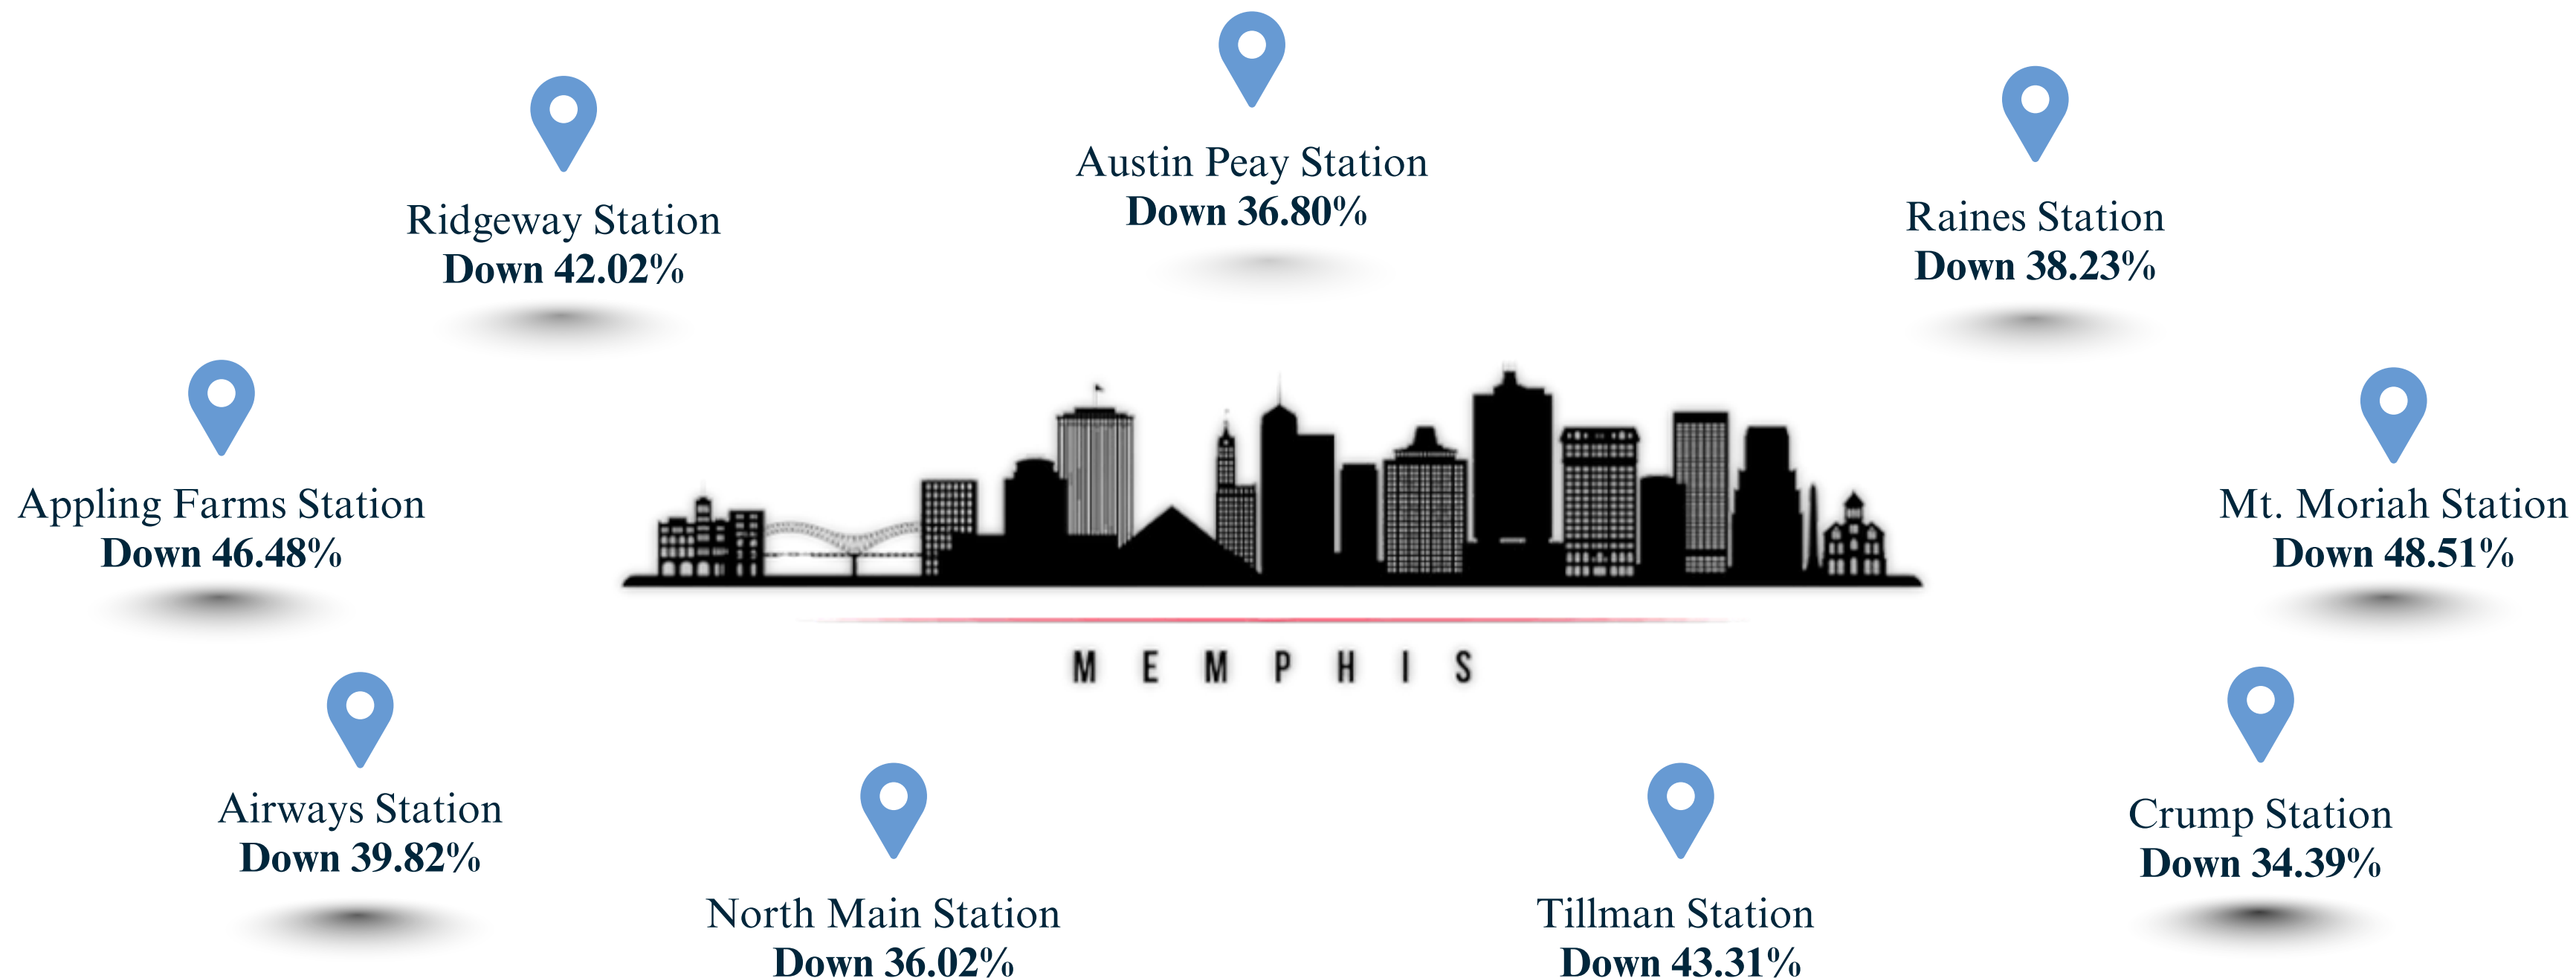 Austin Peay Station
Down 36.80%
Ridgeway Station
Down 42.02%
Raines Station
Down 38.23%
Appling Farms Station
Down 46.48%
Mt. Moriah Station
Down 48.51%
MEMPHIS
Airways Station
Down 39.82%
Crump Station
Down 34.39%
North Main Station
Down 36.02%
Tillman Station
Down 43.31%